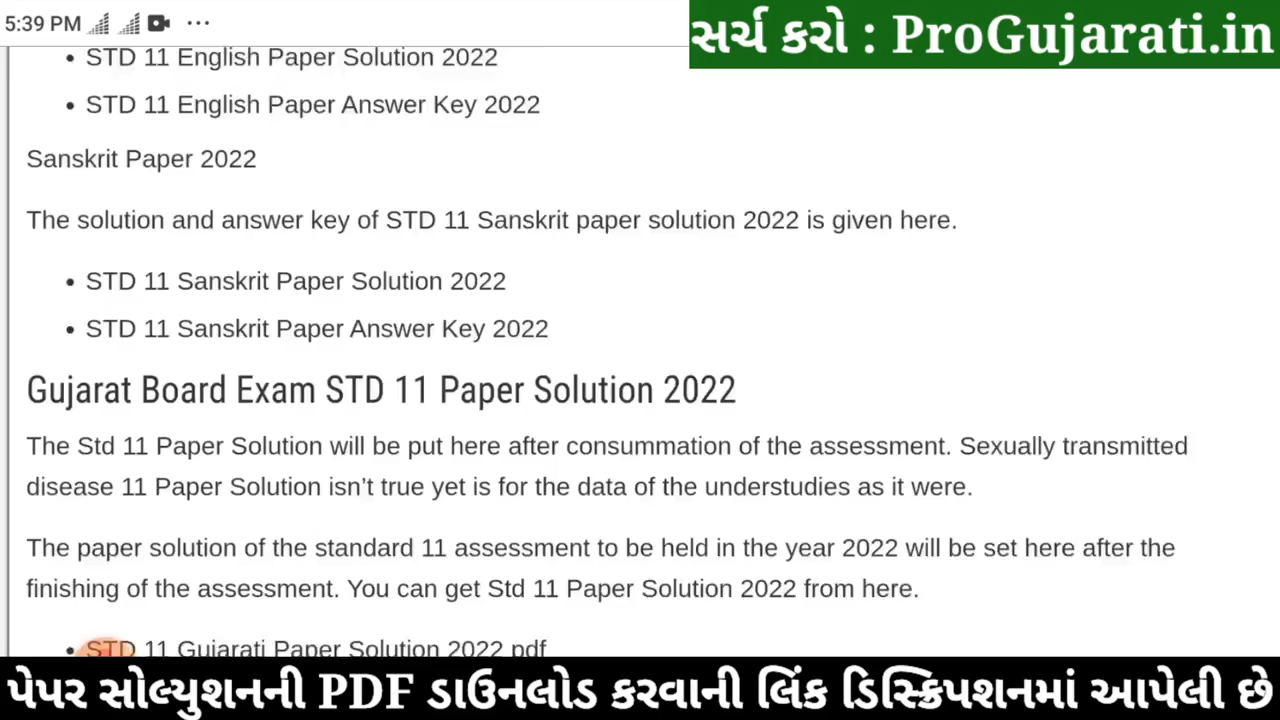 5:39 PM ...
સર્ચ કરો : ProGujarati.in
• STD 11 English Paper Solution 2022
• STD 11 English Paper Answer Key 2022
Sanskrit Paper 2022
The solution and answer key of STD 11 Sanskrit paper solution 2022 is given here.
• STD 11 Sanskrit Paper Solution 2022
• STD 11 Sanskrit Paper Answer Key 2022
Gujarat Board Exam STD 11 Paper Solution 2022
The Std 11 Paper Solution will be put here after consummation of the assessment. Sexually transmitted
disease 11 Paper Solution isn’t true yet is for the data of the understudies as it were.
The paper solution of the standard 11 assessment to be held in the year 2022 will be set here after the
finishing of the assessment. You can get Std 11 Paper Solution 2022 from here.
• STD 11 Gujarati Paper Solution 2022 pdf
પેપર સોલ્યુશનની PDF ડાઉનલોડ કરવાની લિંક ડિસ્ક્રિપશનમાં આપેલી છે